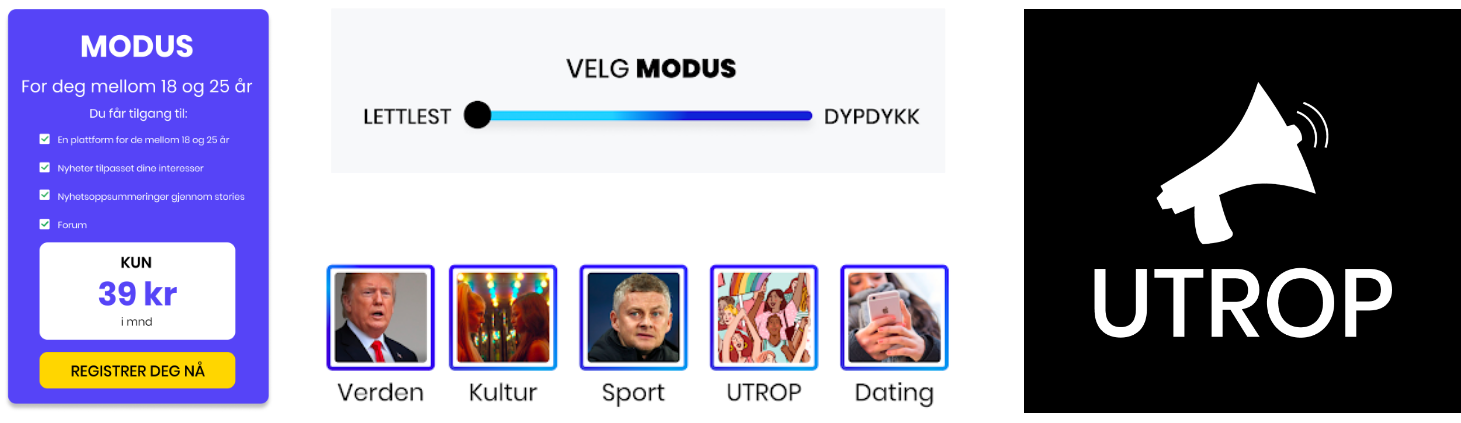 MODUS
For deg mellom 18 og 25 år
Du får tilgang til:
En plattform for de mellom 18 og 25 år
Nyheter tilpasset dine interesser
Nyhetsoppsummeringer gjennom stories
Forum
KUN
39 kr
i mnd
REGISTRER DEG NÅ
VELG MODUS
LETTLEST DYPDYKK
Verden Kultur Sport UTROP Dating
UTROP